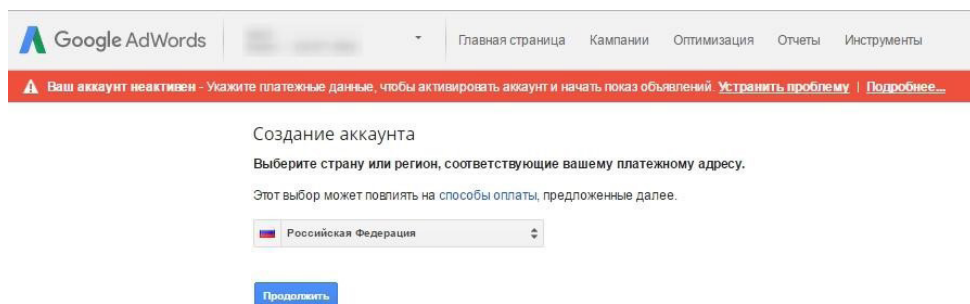 Google AdWords
Главная страница Кампании Оптимизация Отчеты Инструменты
Ваш аккаунт неактивен - Укажите платежные данные, чтобы активировать аккаунт и начать показ объявлений. Устранить проблему | Подробнее...
Создание аккаунта
Выберите страну или регион, соответствующие вашему платежному адресу.
Этот выбор может повлиять на способы оплаты, предложенные далее.
Российская Федерация
Продолжить